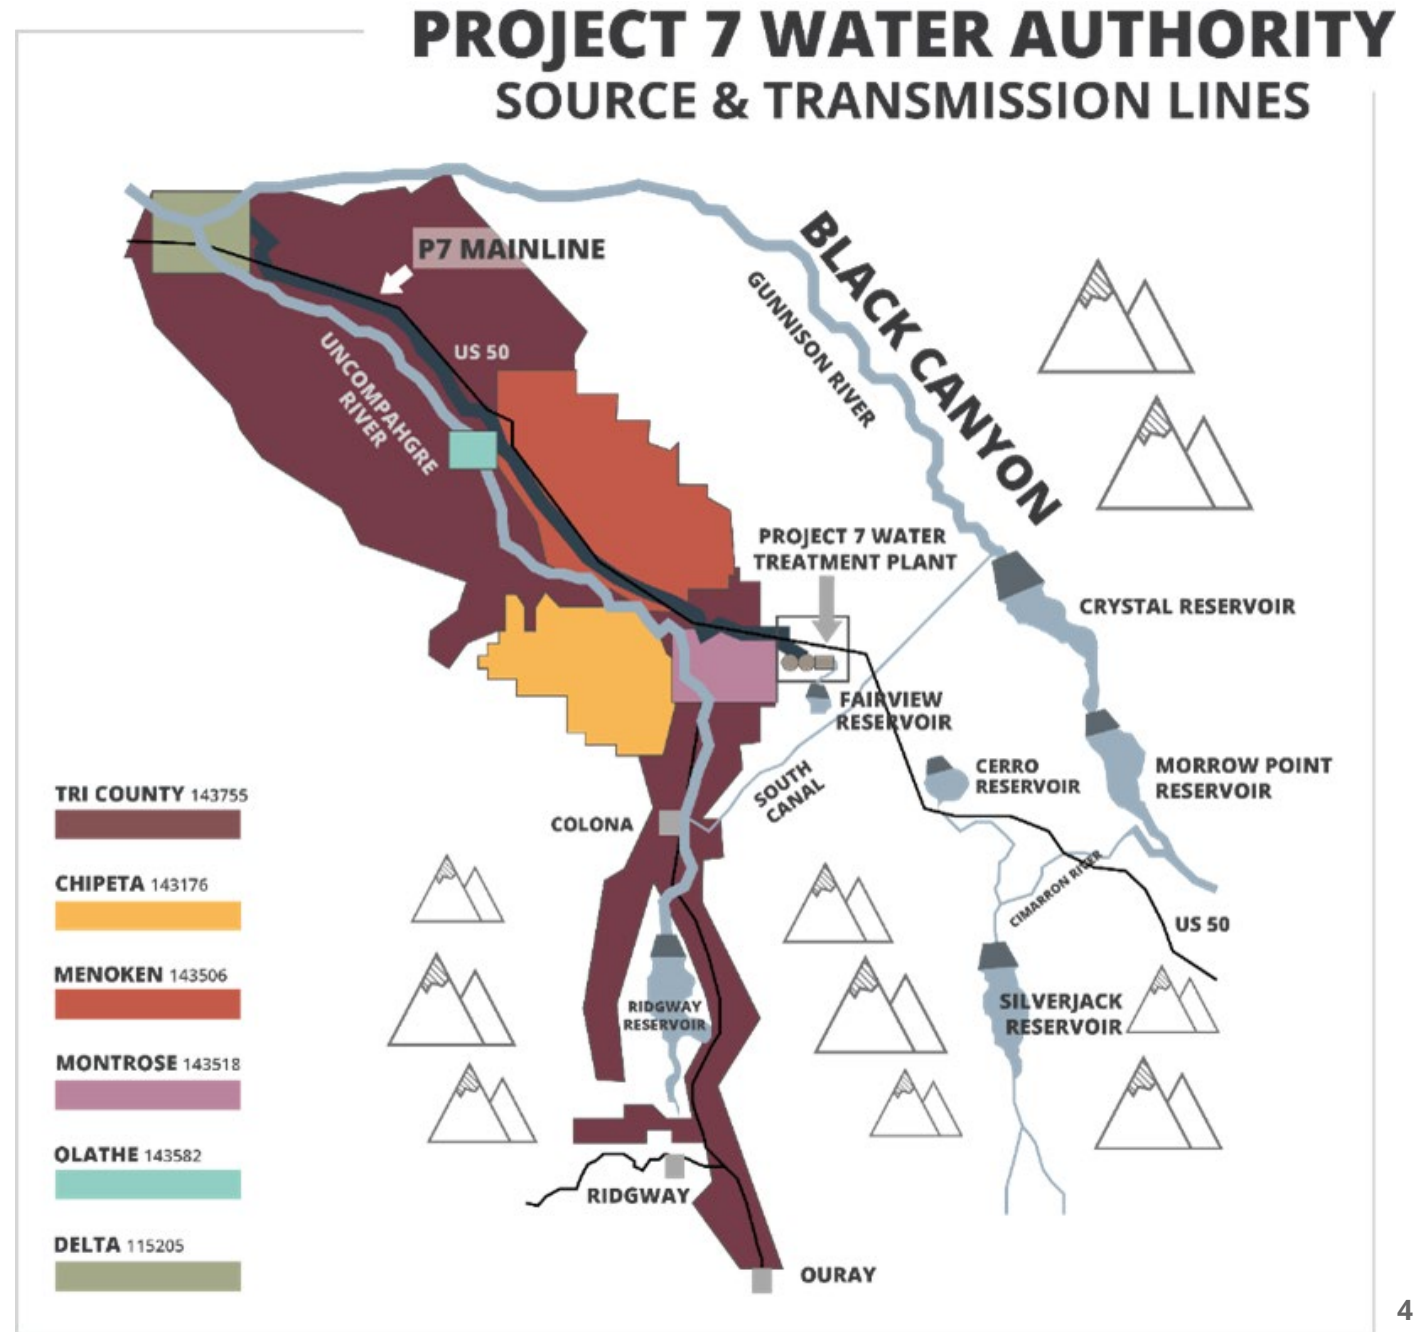 PROJECT 7 WATER AUTHORITY
SOURCE & TRANSMISSION LINES
P7 MAINLINE
US 50
UNCOMPAHGRE
RIVER
BLACK CANYON
GUNNISON RIVER
PROJECT 7 WATER
TREATMENT PLANT
CRYSTAL RESERVOIR
FAIRVIEW
RESERVOIR
CERRO
RESERVOIR
MORROW POINT
RESERVOIR
SOUTH
CANAL
COLONA
CIMARRON RIVER
US 50
RIDGWAY
RESERVOIR
SILVERJACK
RESERVOIR
RIDGWAY
OURAY
TRI COUNTY 143755
CHIPETA 143176
MENOKEN 143506
MONTROSE 143518
OLATHE 143582
DELTA 115205
4